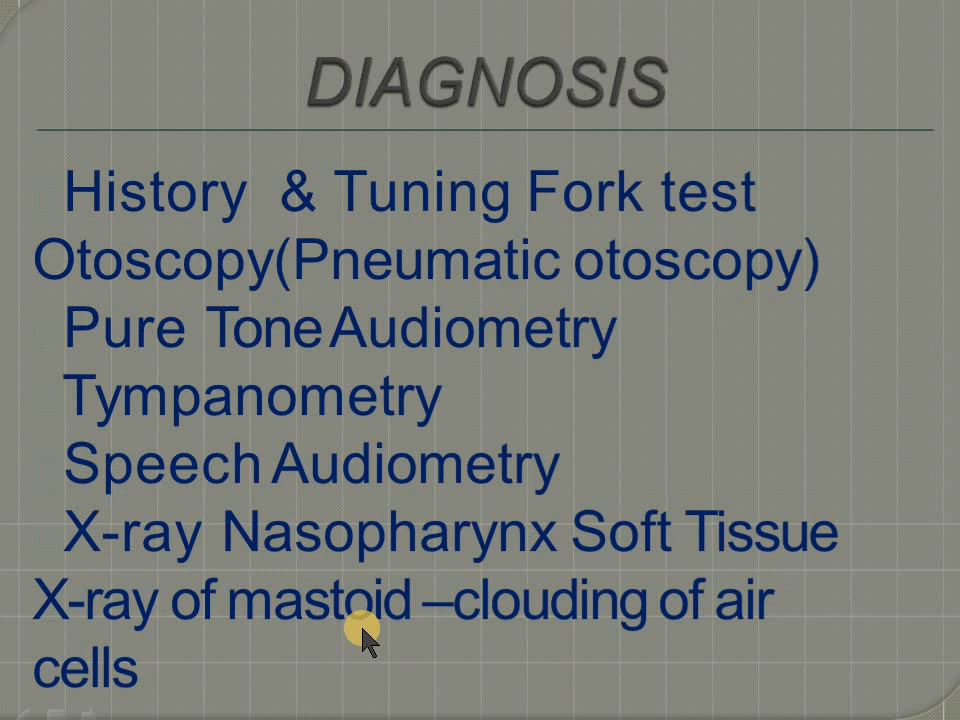 DIAGNOSIS
History & Tuning Fork test
Otoscopy(Pneumatic otoscopy)
Pure Tone Audiometry
Tympanometry
Speech Audiometry
X-ray Nasopharynx Soft Tissue
X-ray of mastoid –clouding of air
cells